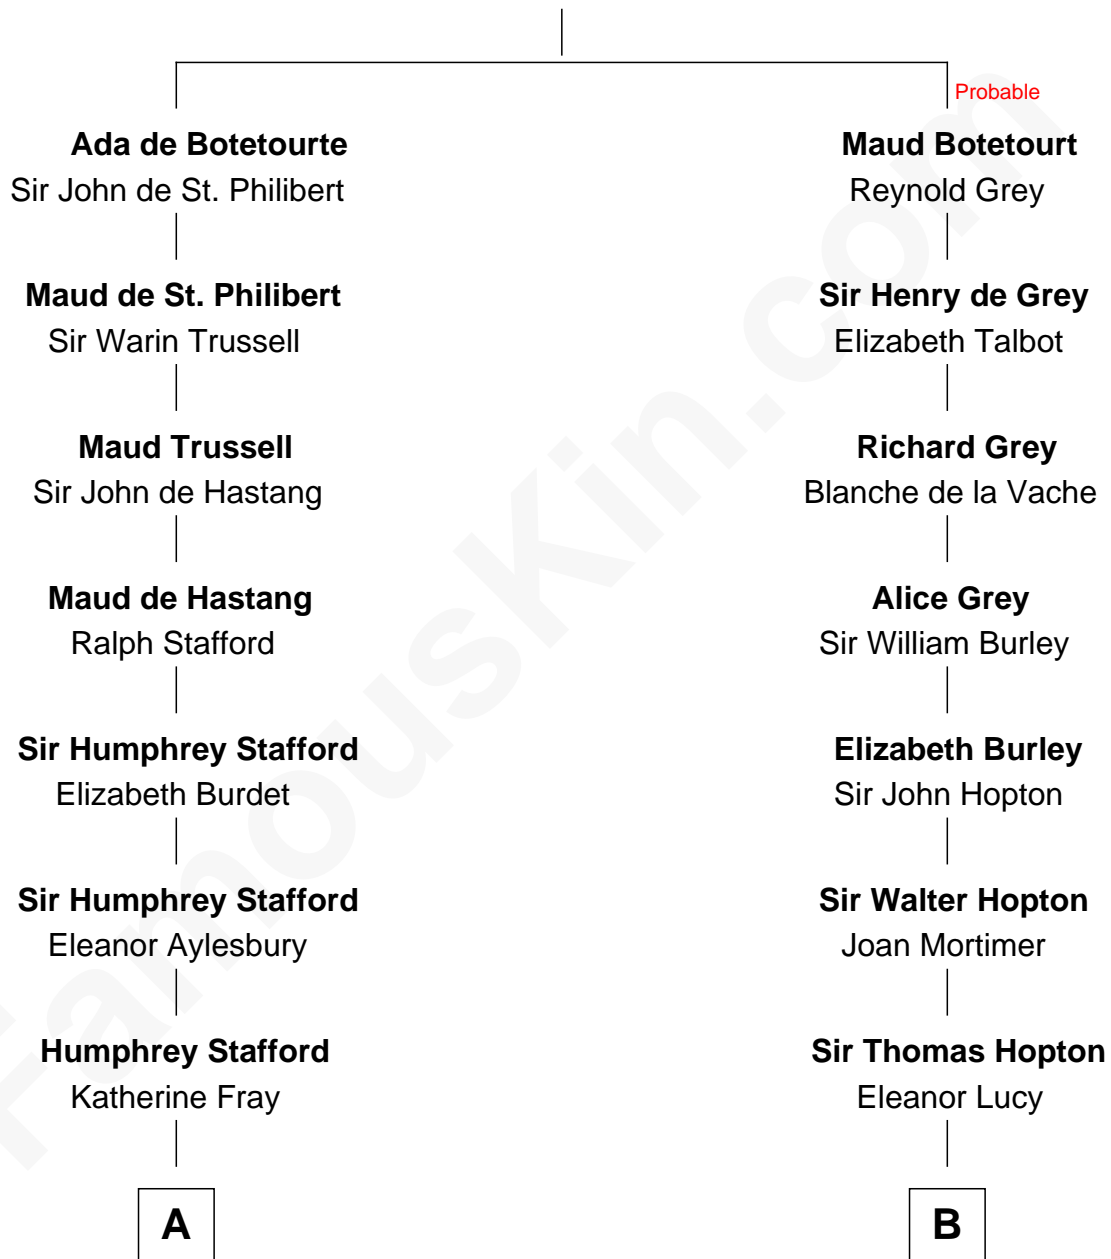 Probable
Ada de Botetourte
Sir John de St. Philibert
Maud Botetourt
Reynold Grey
Maud de St. Philibert
Sir Warin Trussell
Sir Henry de Grey
Elizabeth Talbot
Maud Trussell
Sir John de Hastang
Richard Grey
Blanche de la Vache
Maud de Hastang
Ralph Stafford
Alice Grey
Sir William Burley
Sir Humphrey Stafford
Elizabeth Burdet
Elizabeth Burley
Sir John Hopton
Sir Humphrey Stafford
Eleanor Aylesbury
Sir Walter Hopton
Joan Mortimer
Humphrey Stafford
Katherine Fray
Sir Thomas Hopton
Eleanor Lucy
A
B
FamousKin.com